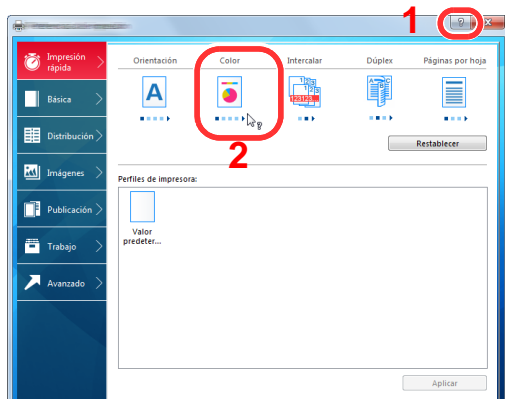 1
?
X
Impresión
rápida
Orientación
Color
Intercalar
Dúplex
Páginas por hoja
A
Básica
123123
2
Restablecer
Distribución
Imágenes
Perfiles de impresora:
Publicación
Valor
predeter...
Trabajo
Avanzado
Aplicar